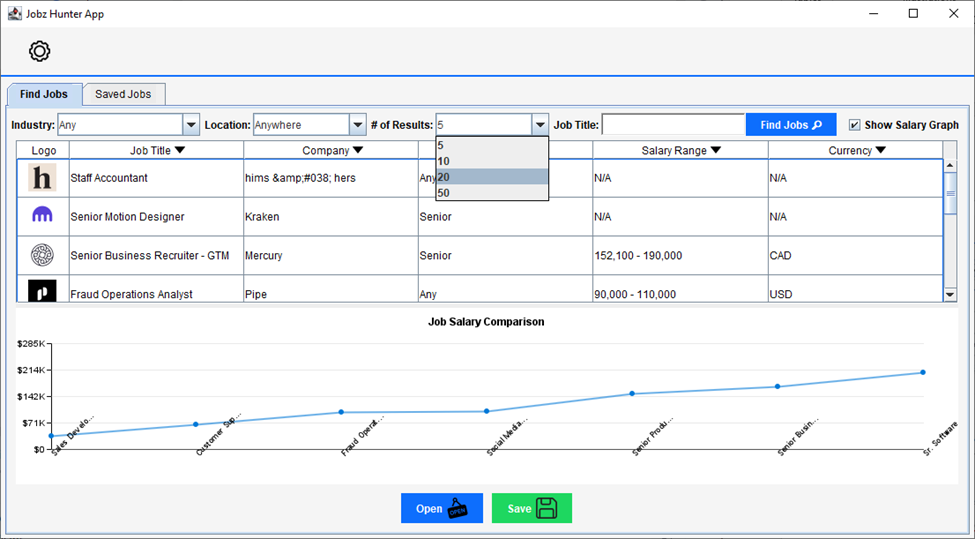 Jobz Hunter App
Find Jobs Saved Jobs
Industry: Any Location: Anywhere # of Results: 5 Job Title: Find Jobs Show Salary Graph
5
10
20
50
Logo Job Title Company Salary Range Currency
h Staff Accountant hims &amp;#038; hers Any N/A N/A
Senior Motion Designer Kraken Senior N/A N/A
Senior Business Recruiter - GTM Mercury Senior 152,100 - 190,000 CAD
Fraud Operations Analyst Pipe Any 90,000 - 110,000 USD
Job Salary Comparison
$285K
$214K
$142K
$71K
$0
Sales Develo...
Customer Sup...
Fraud Operat...
Social Media...
Senior Produ...
Senior Busin...
Sr. Software
Open OPEN Save